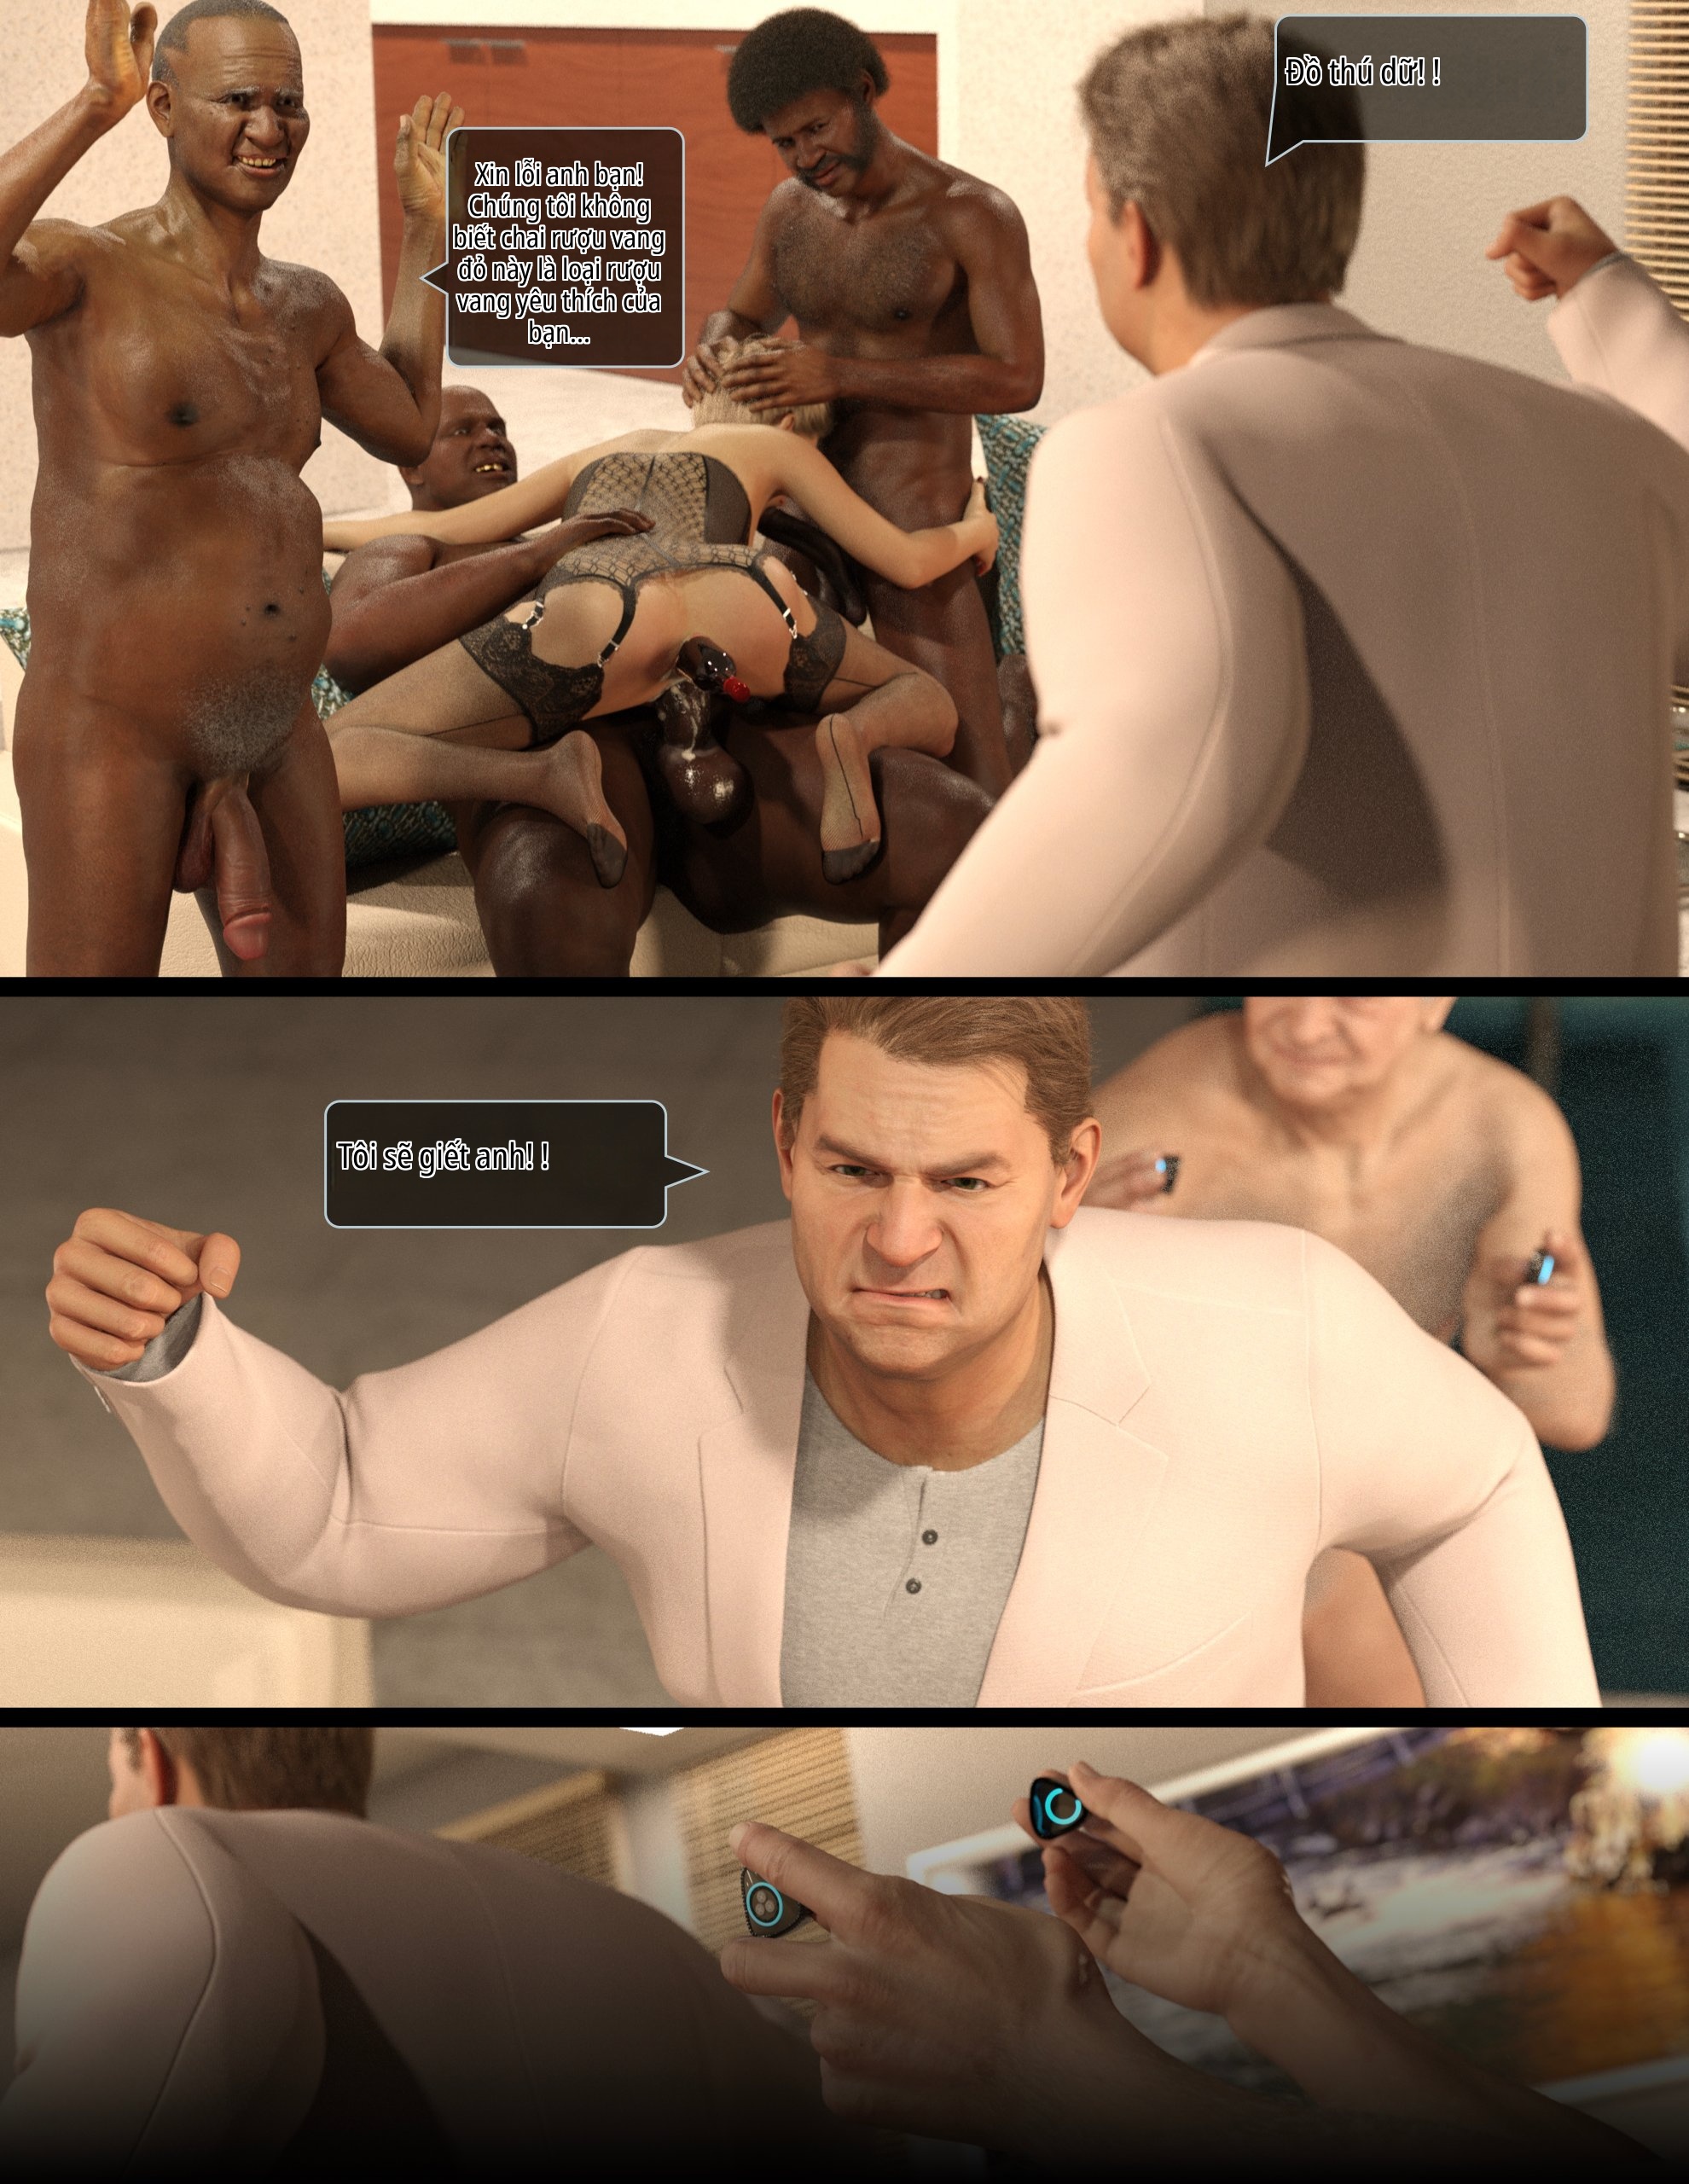 Đồ thú dữ! !
Xin lỗi anh bạn!
Chúng tôi không
biết chai rượu vang
đỏ này là loại rượu
vang yêu thích của
bạn...
Tôi sẽ giết anh! !